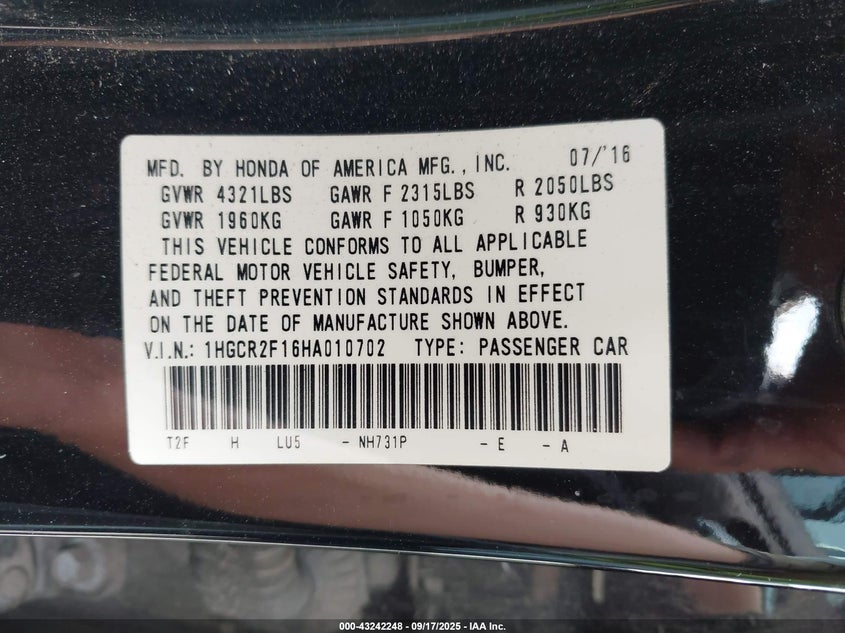 MFD. BY HONDA OF AMERICA MFG., INC. 07/'16
GVWR 4321LBS GAWR F 2315LBS R 2050LBS
GVWR 1960KG GAWR F 1050KG R 930KG
THIS VEHICLE CONFORMS TO ALL APPLICABLE
FEDERAL MOTOR VEHICLE SAFETY, BUMPER,
AND THEFT PREVENTION STANDARDS IN EFFECT
ON THE DATE OF MANUFACTURE SHOWN ABOVE.
V.I.N.: 1HGCR2F16HA010702 TYPE: PASSENGER CAR
T2F H LU5 - NH731P - E - A
000-43242248 - 09/17/2025 - IAA Inc.